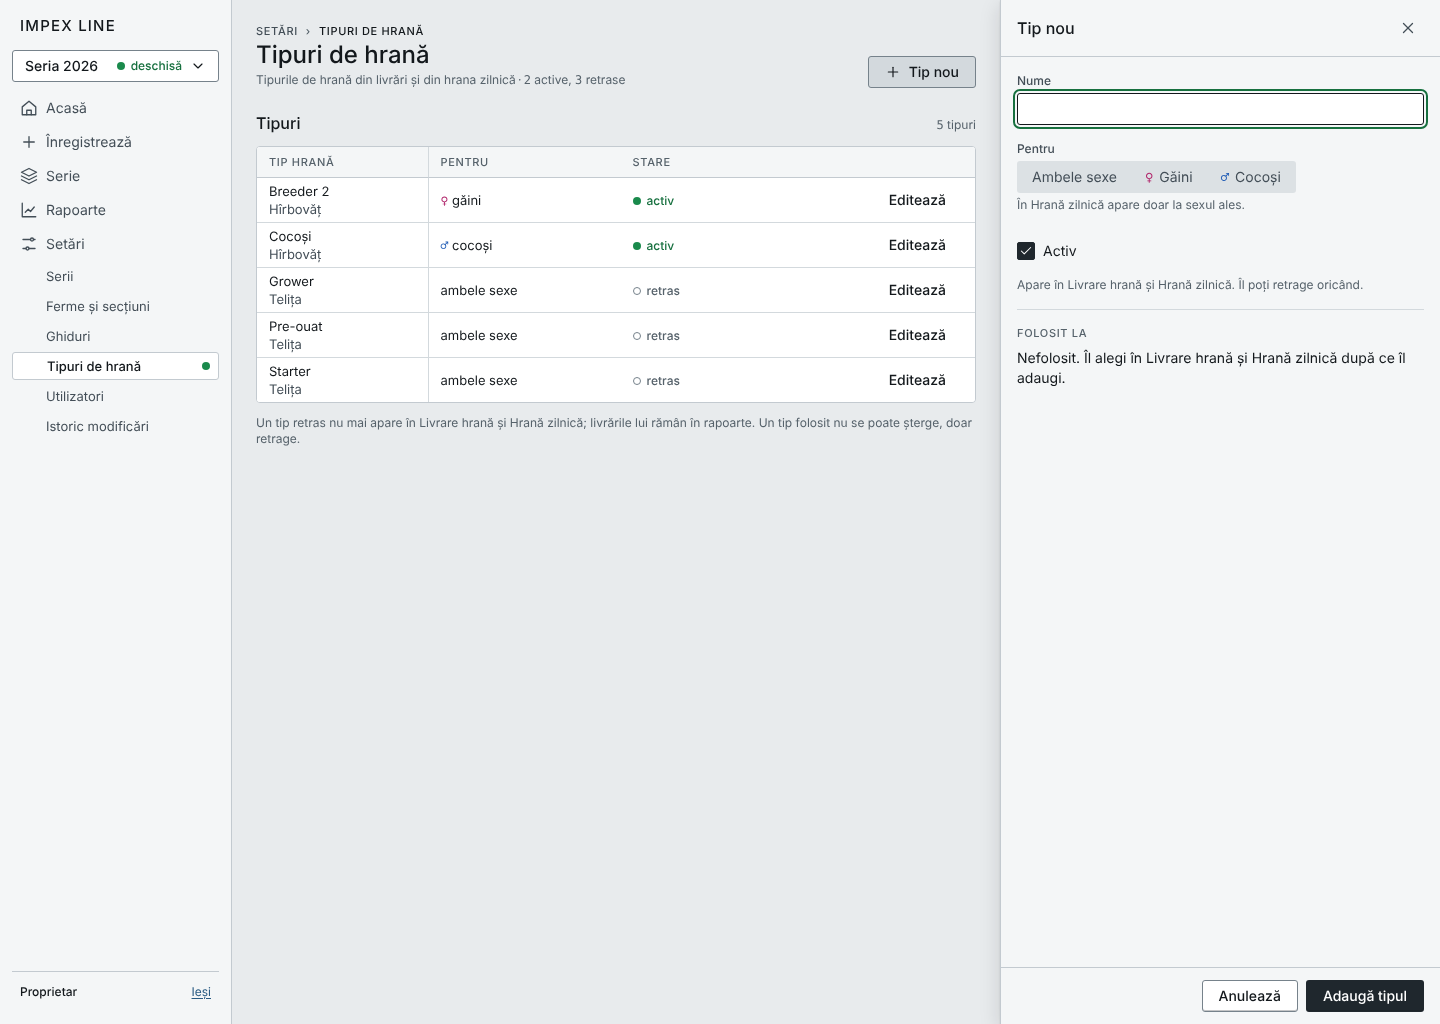 IMPEX LINE
Seria 2026
deschisă
Acasă
Înregistrează
Serie
Rapoarte
Setări
Serii
Ferme și secțiuni
Ghiduri
Tipuri de hrană
Utilizatori
Istoric modificări
Proprietar
Ieși
SETĂRI › TIPURI DE HRANĂ
Tipuri de hrană
Tipurile de hrană din livrări și din hrana zilnică · 2 active, 3 retrase
Tip nou
Tipuri
5 tipuri
TIP HRANĂ PENTRU STARE
Breeder 2
Hîrbovăț
♀ găini
activ
Editează
Cocoși
Hîrbovăț
♂ cocoși
activ
Editează
Grower
Telița
ambele sexe
retras
Editează
Pre-ouat
Telița
ambele sexe
retras
Editează
Starter
Telița
ambele sexe
retras
Editează
Un tip retras nu mai apare în Livrare hrană și Hrană zilnică; livrările lui rămân în rapoarte. Un tip folosit nu se poate șterge, doar
retrage.
Tip nou
Nume
Pentru
Ambele sexe ♀ Găini ♂ Cocoși
În Hrană zilnică apare doar la sexul ales.
Activ
Apare în Livrare hrană și Hrană zilnică. Îl poți retrage oricând.
FOLOSIT LA
Nefolosit. Îl alegi în Livrare hrană și Hrană zilnică după ce îl
adaugi.
Anulează
Adaugă tipul